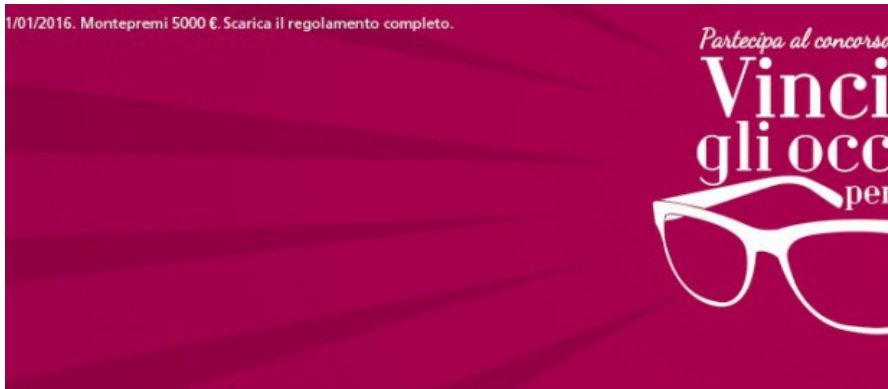 1/01/2016. Montepremi 5000 €. Scarica il regolamento completo.
Partecipa al concorso
Vinci
gli occ
per